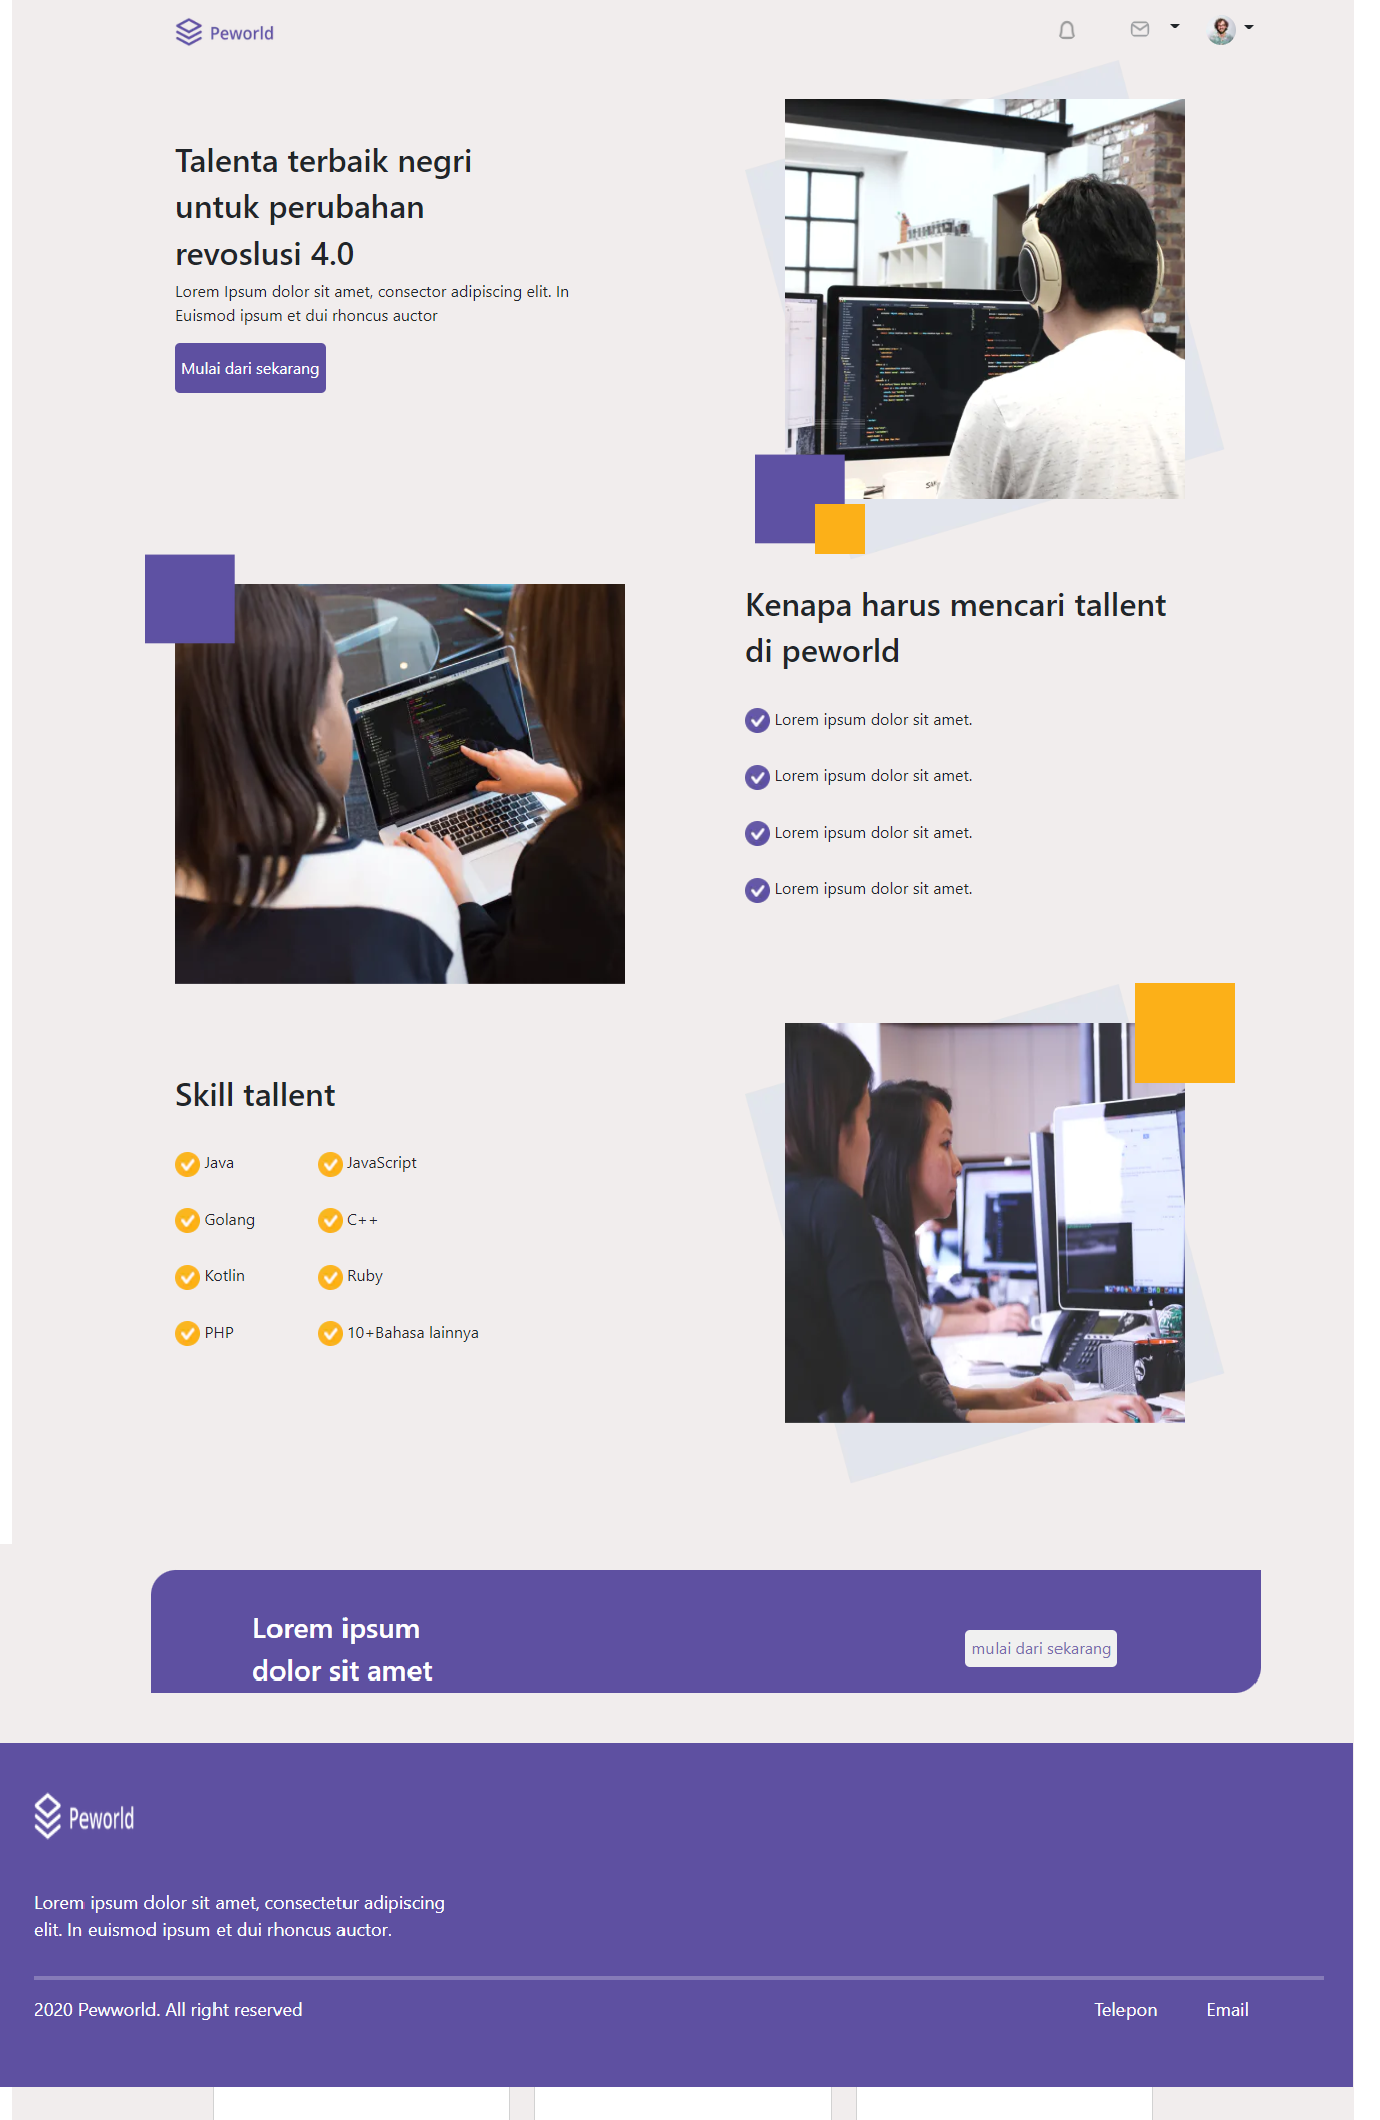 Peworld
Talenta terbaik negri
untuk perubahan
revoslusi 4.0
Lorem Ipsum dolor sit amet, consector adipiscing elit. In
Euismod ipsum et dui rhoncus auctor
Mulai dari sekarang
Kenapa harus mencari tallent
di peworld
Lorem ipsum dolor sit amet.
Lorem ipsum dolor sit amet.
Lorem ipsum dolor sit amet.
Lorem ipsum dolor sit amet.
Skill tallent
Java JavaScript
Golang C++
Kotlin Ruby
PHP 10+Bahasa lainnya
Lorem ipsum
dolor sit amet
mulai dari sekarang
Peworld
Lorem ipsum dolor sit amet, consectetur adipiscing
elit. In euismod ipsum et dui rhoncus auctor.
2020 Pewworld. All right reserved Telepon Email